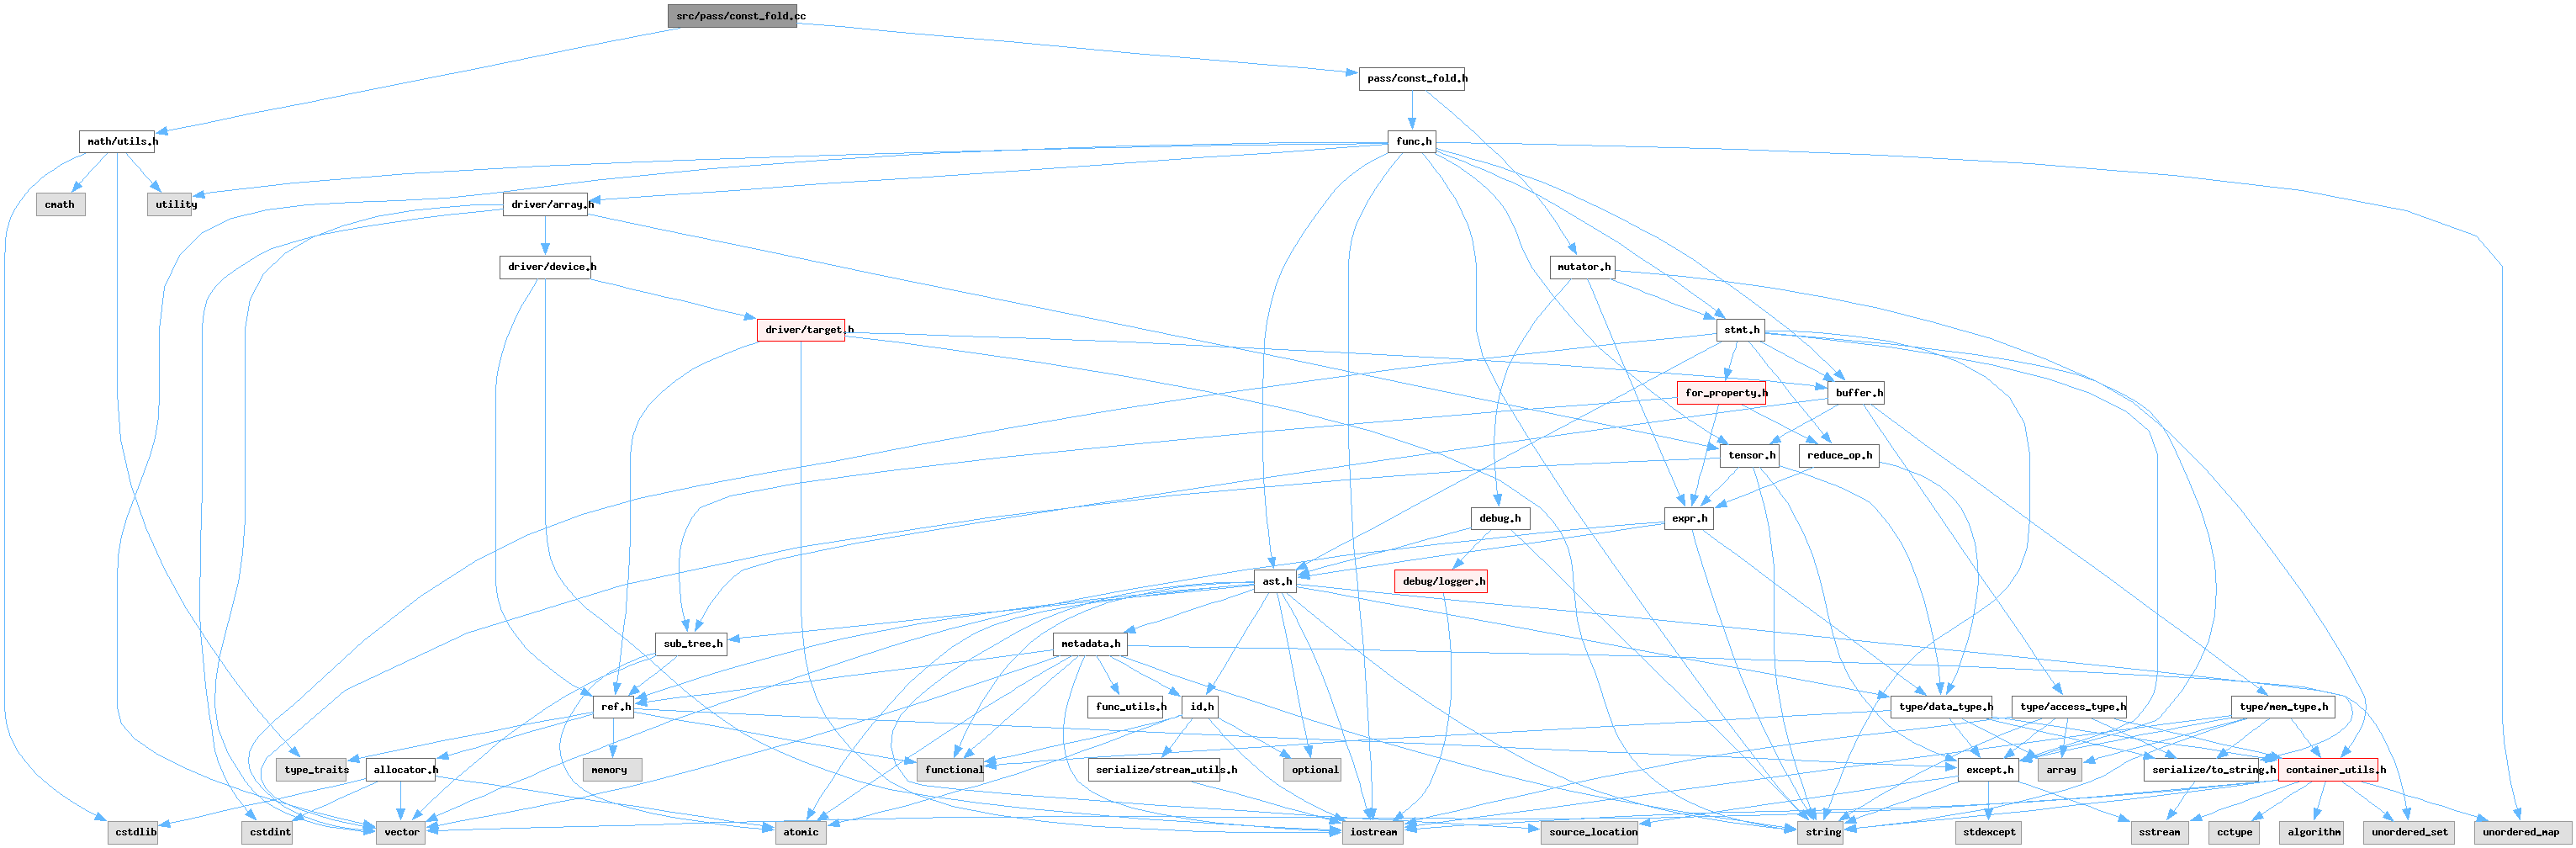 src/pass/const_fold.cc
pass/const_fold.h
math/utils.h
func.h
cmath
utility
driver/array.h
driver/device.h
mutator.h
driver/target.h
stmt.h
for_property.h
buffer.h
tensor.h
reduce_op.h
debug.h
expr.h
ast.h
debug/logger.h
sub_tree.h
metadata.h
ref.h
func_utils.h
id.h
type/data_type.h
type/access_type.h
type/mem_type.h
type_traits
allocator.h
memory
functional
serialize/stream_utils.h
optional
except.h
array
serialize/to_string.h
container_utils.h
cstdlib
cstdint
vector
atomic
iostream
source_location
string
stdexcept
sstream
cctype
algorithm
unordered_set
unordered_map